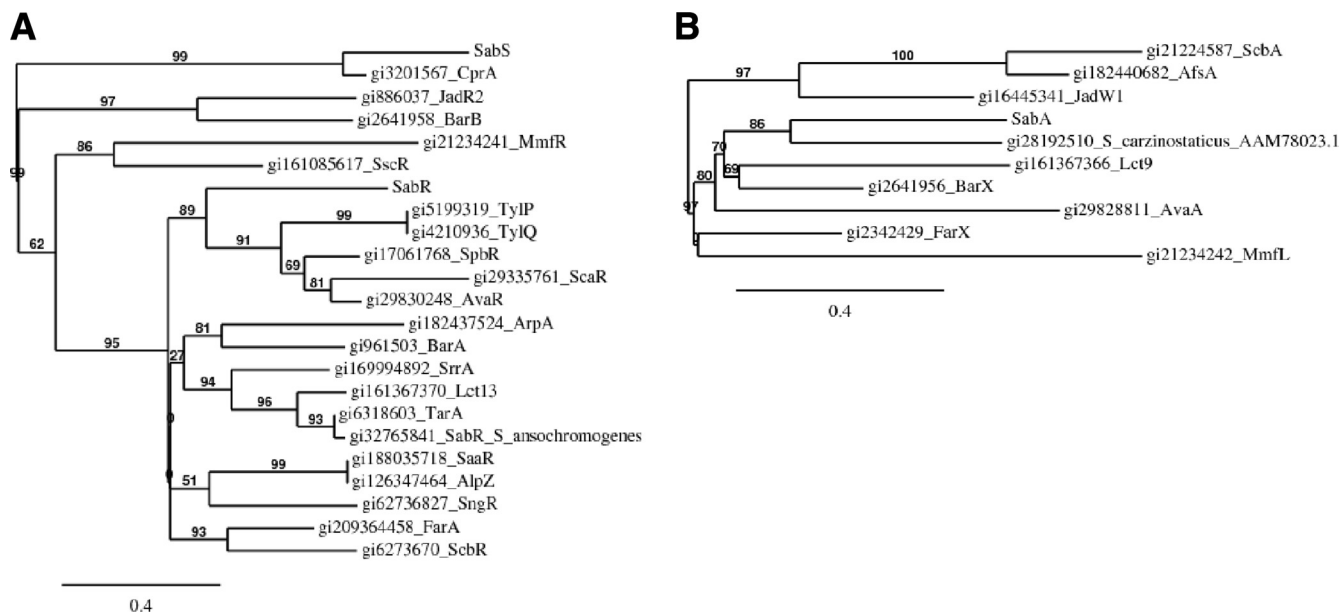 A
99
SabS
gi3201567_CprA
97
gi886037_JadR2
gi2641958_BarB
86
gi21234241_MmfR
gi161085617_SscR
62
89
SabR
99
gi5199319_TylP
gi4210936_TylQ
91
69
gi17061768_SpbR
81
gi29335761_ScaR
gi29830248_AvaR
95
27
81
gi182437524_ArpA
gi961503_BarA
94
gi169994892_SrrA
96
gi161367370_Lct13
93
gi6318603_TarA
gi32765841_SabR_S_ansochromogenes
0
51
99
gi188035718_SaaR
gi126347464_AlpZ
gi62736827_SngR
93
gi209364458_FarA
gi6273670_ScbR
0.4
B
97
100
gi21224587_ScbA
gi182440682_AfsA
gi16445341_JadW1
97
80
70
86
SabA
gi28192510_S_carzinostaticus_AAM78023.1
69
gi161367366_Lct9
gi2641956_BarX
gi29828811_AvaA
gi2342429_FarX
gi21234242_MmfL
0.4